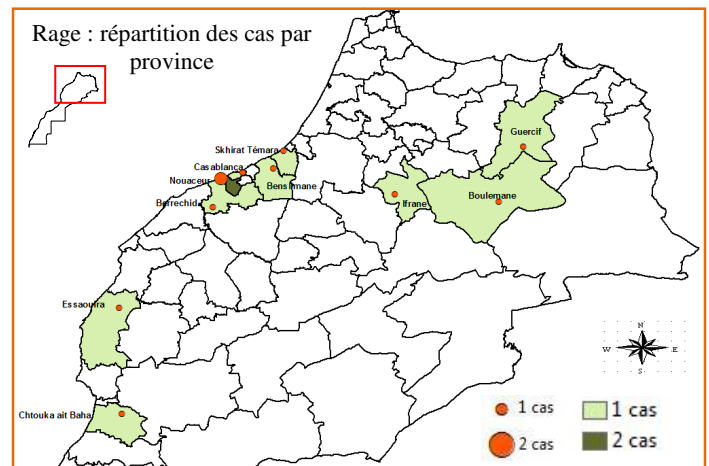 Rage : répartition des cas par
province
Guercif
Skhirat Témara
Casablanca
Nouaceur
Benslimane
Berrechid
Ifrane
Boulemane
Essaouira
N
W
E
S
Chtouka ait Baha
1 cas
1 cas
2 cas
2 cas